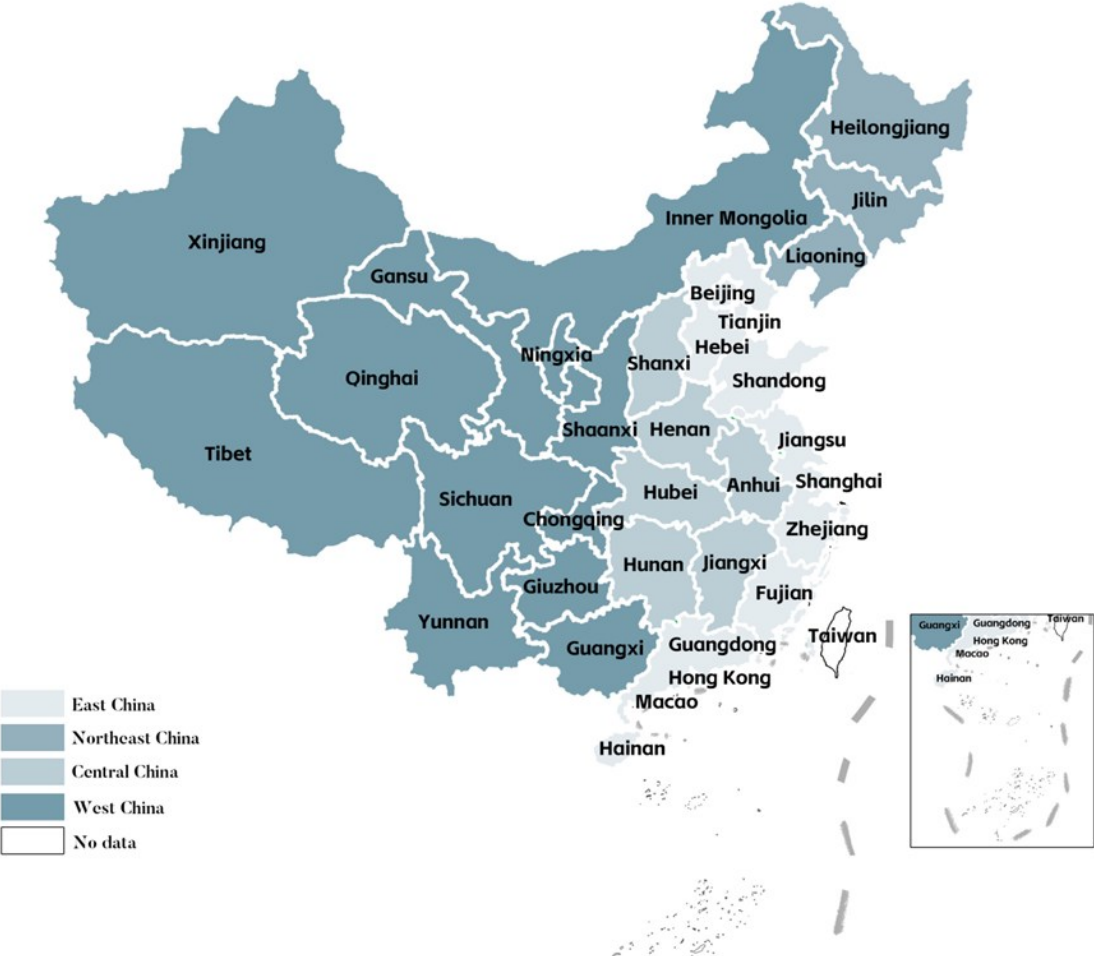 Heilongjiang
Jilin
Inner Mongolia
Xinjiang
Liaoning
Gansu
Beijing
Tianjin
Hebei
Ningxia
Shanxi
Qinghai
Shandong
Shaanxi
Henan
Jiangsu
Tibet
Shanghai
Anhui
Hubei
Sichuan
Chongqing
Zhejiang
Hunan
Jiangxi
Giuzhou
Fujian
Yunnan
Taiwan
Guangxi
Guangdong
Hong Kong
Macao
Hainan
Guangxi
Guangdong
Taiwan
Hong Kong
Macao
Hainan
East China
Northeast China
Central China
West China
No data